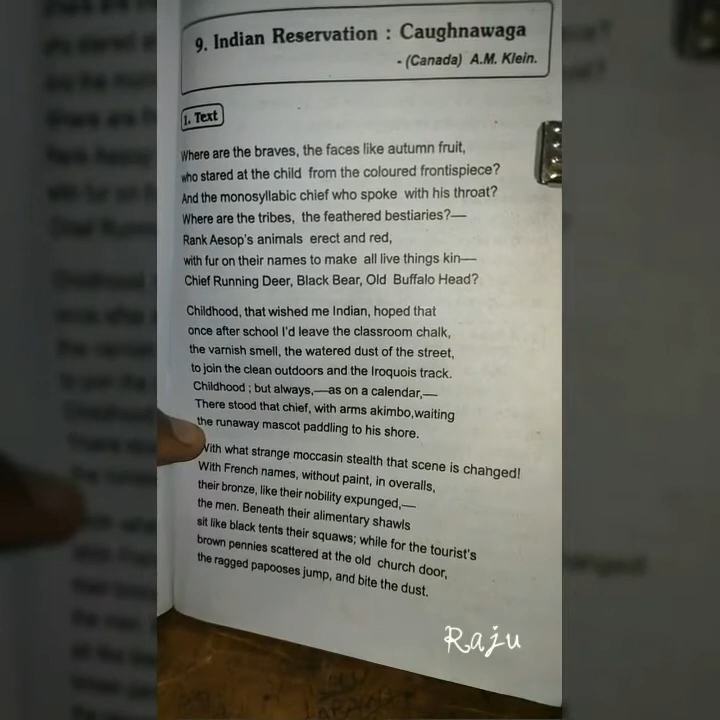 9. Indian Reservation : Caughnawaga
- (Canada) A.M. Klein.
1. Text
Where are the braves, the faces like autumn fruit,
who stared at the child from the coloured frontispiece?
And the monosyllabic chief who spoke with his throat?
Where are the tribes, the feathered bestiaries?—
Rank Aesop's animals erect and red,
with fur on their names to make all live things kin—
Chief Running Deer, Black Bear, Old Buffalo Head?
Childhood, that wished me Indian, hoped that
once after school I'd leave the classroom chalk,
the varnish smell, the watered dust of the street,
to join the clean outdoors and the Iroquois track.
Childhood ; but always,—as on a calendar,—
There stood that chief, with arms akimbo,waiting
the runaway mascot paddling to his shore.
With what strange moccasin stealth that scene is changed!
With French names, without paint, in overalls,
their bronze, like their nobility expunged,—
the men. Beneath their alimentary shawls
sit like black tents their squaws; while for the tourist's
brown pennies scattered at the old church door,
the ragged papooses jump, and bite the dust.
Raju